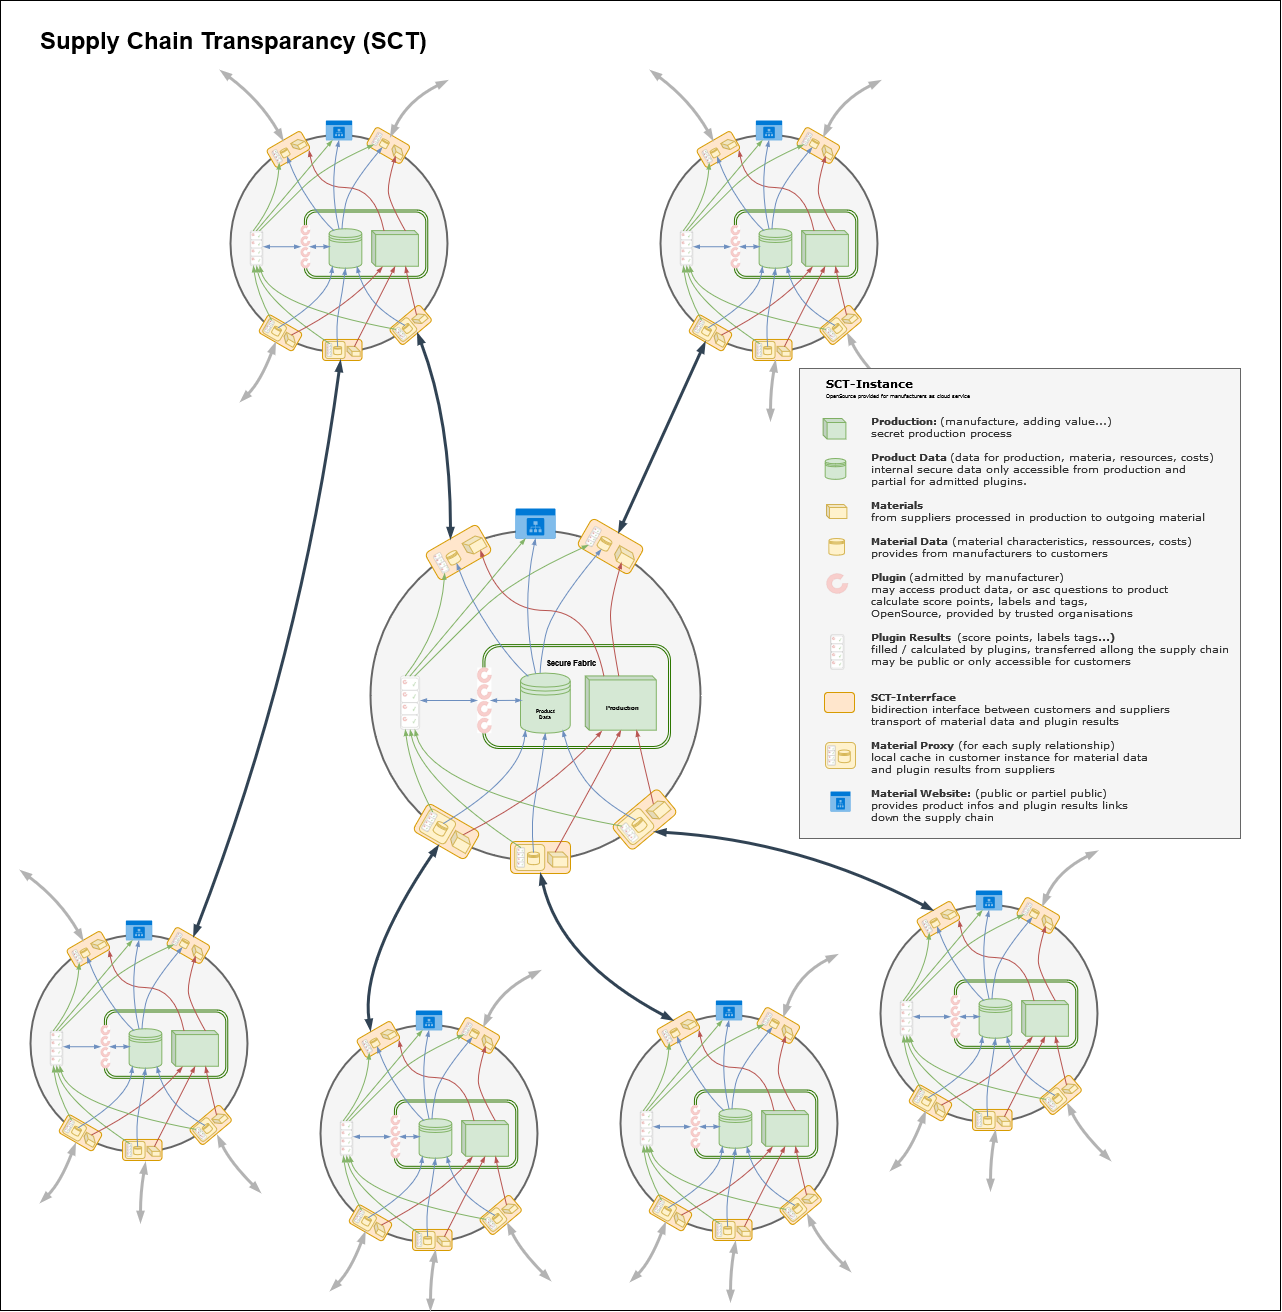 Supply Chain Transparancy (SCT)
SCT-Instance
OpenSource provided for manufacturers as cloud service
Production: (manufacture, adding value...)
secret production process
Product Data (data for production, materia, resources, costs)
internal secure data only accessible from production and
partial for admitted plugins.
Materials
from suppliers processed in production to outgoing material
Material Data (material characteristics, ressources, costs)
provides from manufacturers to customers
Plugin (admitted by manufacturer)
may access product data, or asc questions to product
calculate score points, labels and tags,
OpenSource, provided by trusted organisations
Plugin Results (score points, labels tags...)
filled / calculated by plugins, transferred allong the supply chain
may be public or only accessible for customers
SCT-Interrface
bidirection interface between customers and suppliers
transport of material data and plugin results
Material Proxy (for each suply relationship)
local cache in customer instance for material data
and plugin results from suppliers
Material Website: (public or partiel public)
provides product infos and plugin results links
down the supply chain
Secure Fabric
Product
Data
Production